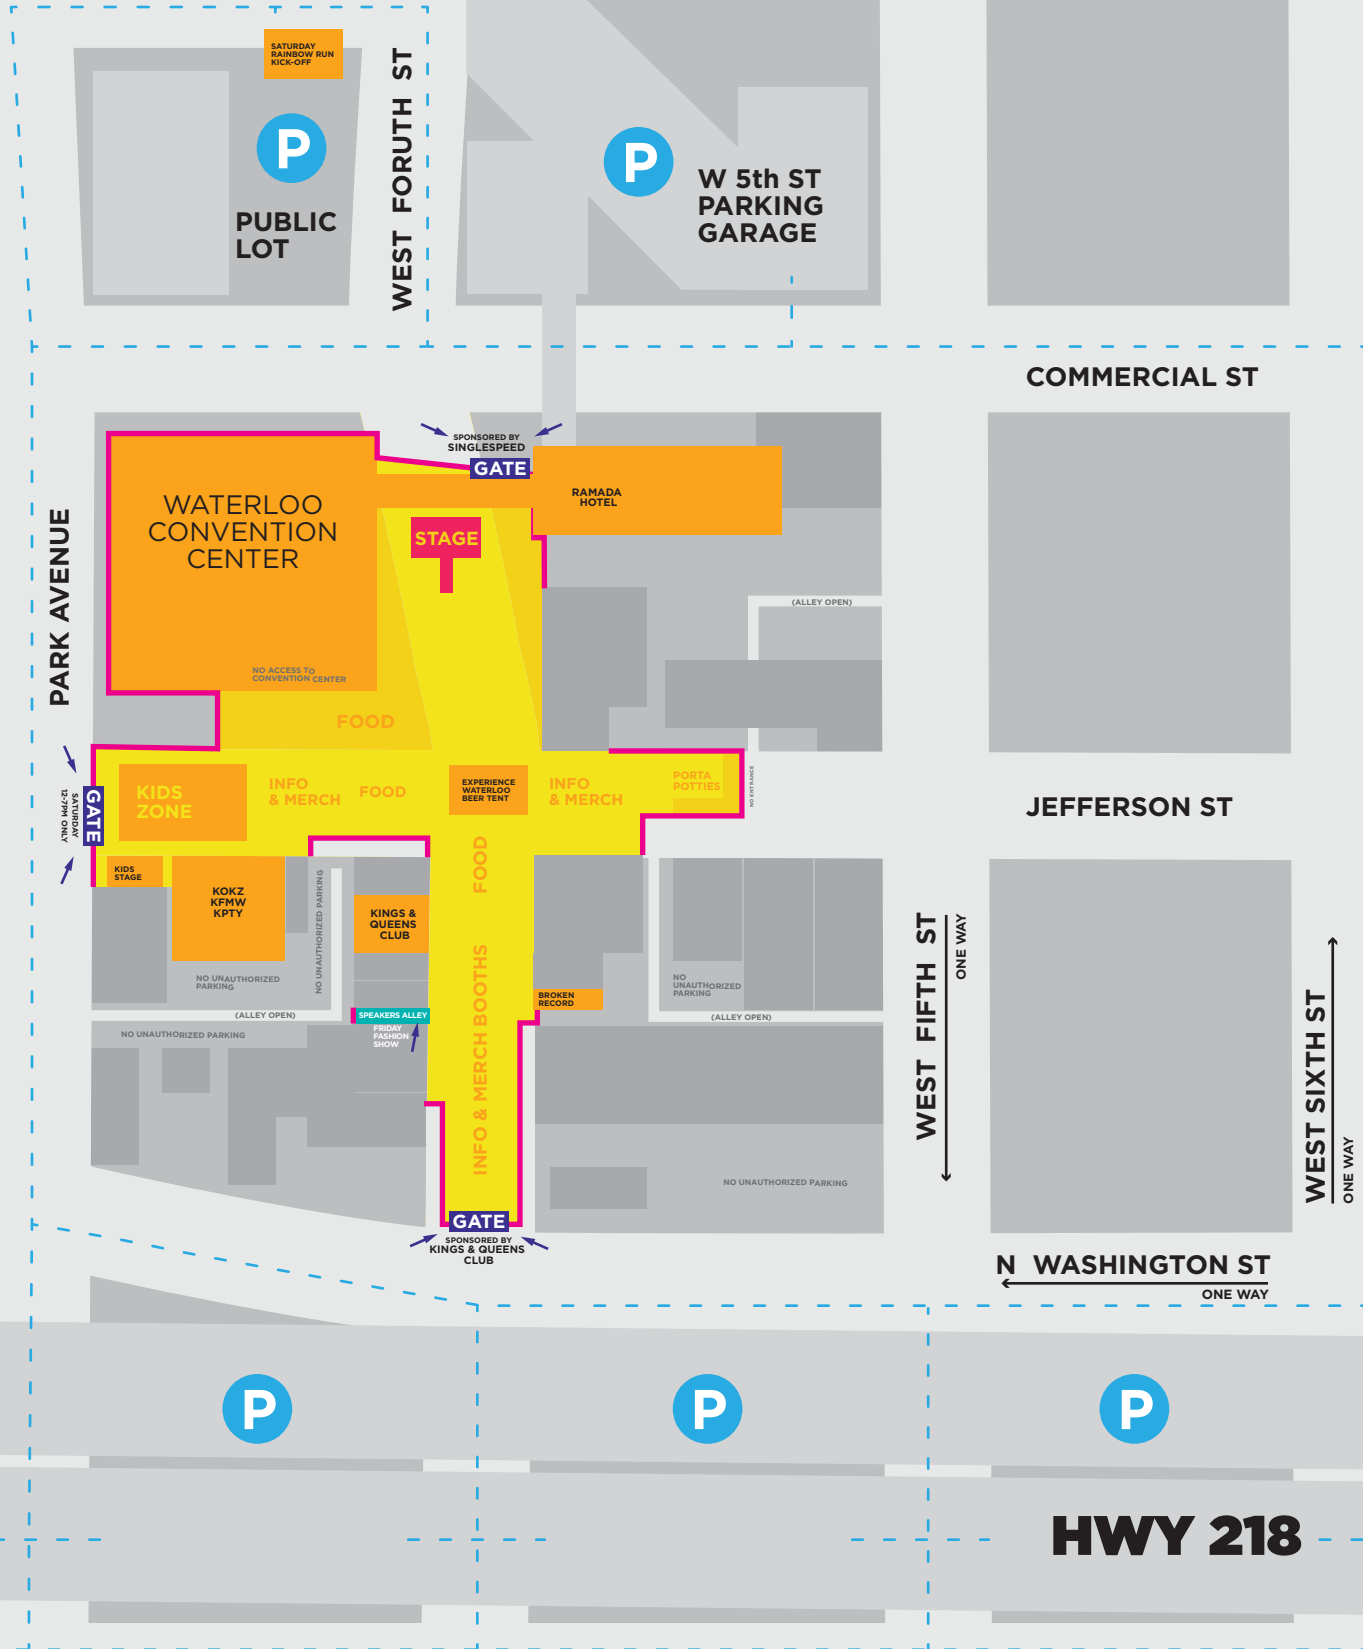 SATURDAY
RAINBOW RUN
KICK-OFF
P
PUBLIC
LOT
WEST FORUTH ST
P
W 5th ST
PARKING
GARAGE
COMMERCIAL ST
SPONSORED BY
SINGLESPEED
GATE
WATERLOO
CONVENTION
CENTER
RAMADA
HOTEL
STAGE
PARK AVENUE
(ALLEY OPEN)
NO ACCESS TO
CONVENTION CENTER
FOOD
GATE
SATURDAY
12-7PM ONLY
KIDS
ZONE
INFO
& MERCH
FOOD
EXPERIENCE
WATERLOO
BEER TENT
INFO
& MERCH
PORTA
POTTIES
NO ENTRANCE
JEFFERSON ST
KIDS
STAGE
KOKZ
KFMW
KPTY
NO UNAUTHORIZED PARKING
KINGS &
QUEENS
CLUB
FOOD
INFO & MERCH BOOTHS
NO UNAUTHORIZED
PARKING
BROKEN
RECORD
NO
UNAUTHORIZED
PARKING
(ALLEY OPEN)
SPEAKERS ALLEY
(ALLEY OPEN)
NO UNAUTHORIZED PARKING
FRIDAY
FASHION
SHOW
WEST FIFTH ST
ONE WAY
WEST SIXTH ST
ONE WAY
NO UNAUTHORIZED PARKING
GATE
SPONSORED BY
KINGS & QUEENS
CLUB
N WASHINGTON ST
ONE WAY
P
P
P
HWY 218